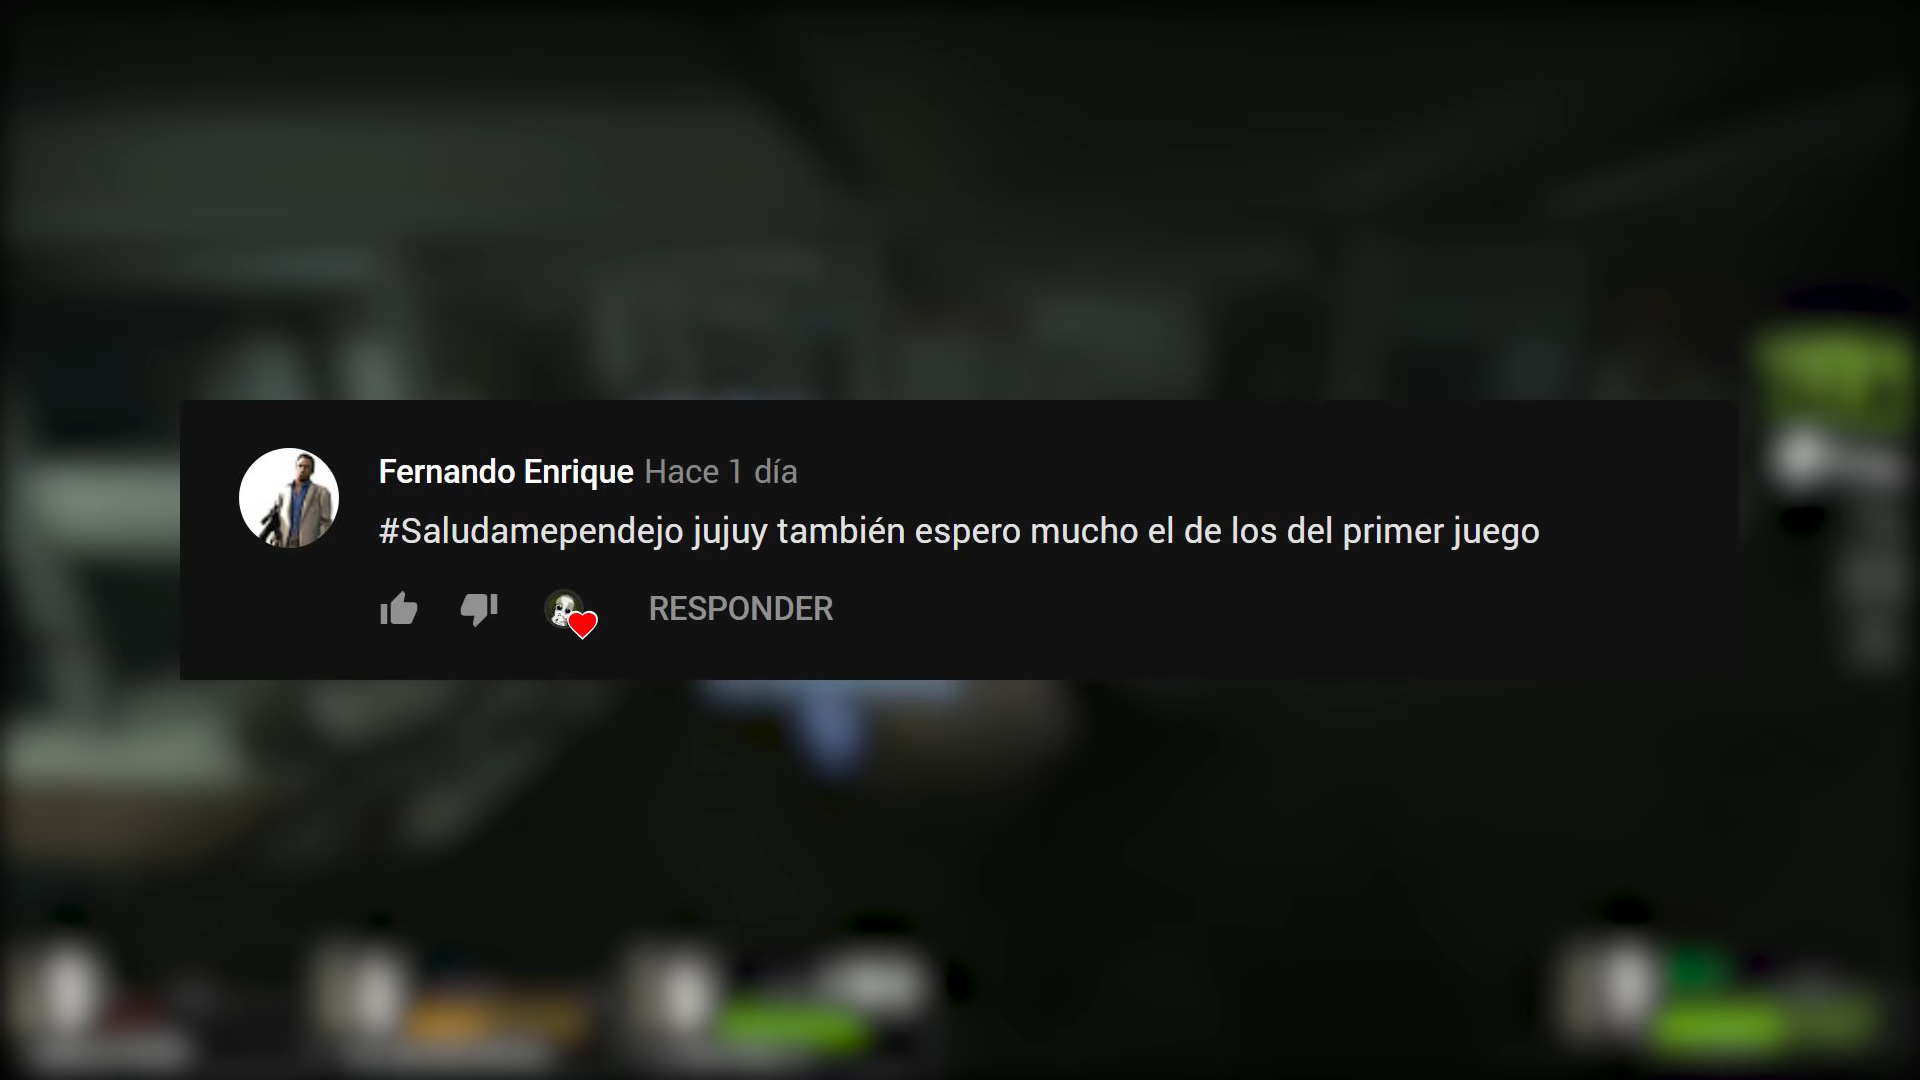 Fernando Enrique Hace 1 día
#Saludamependejo jujuy también espero mucho el de los del primer juego
RESPONDER